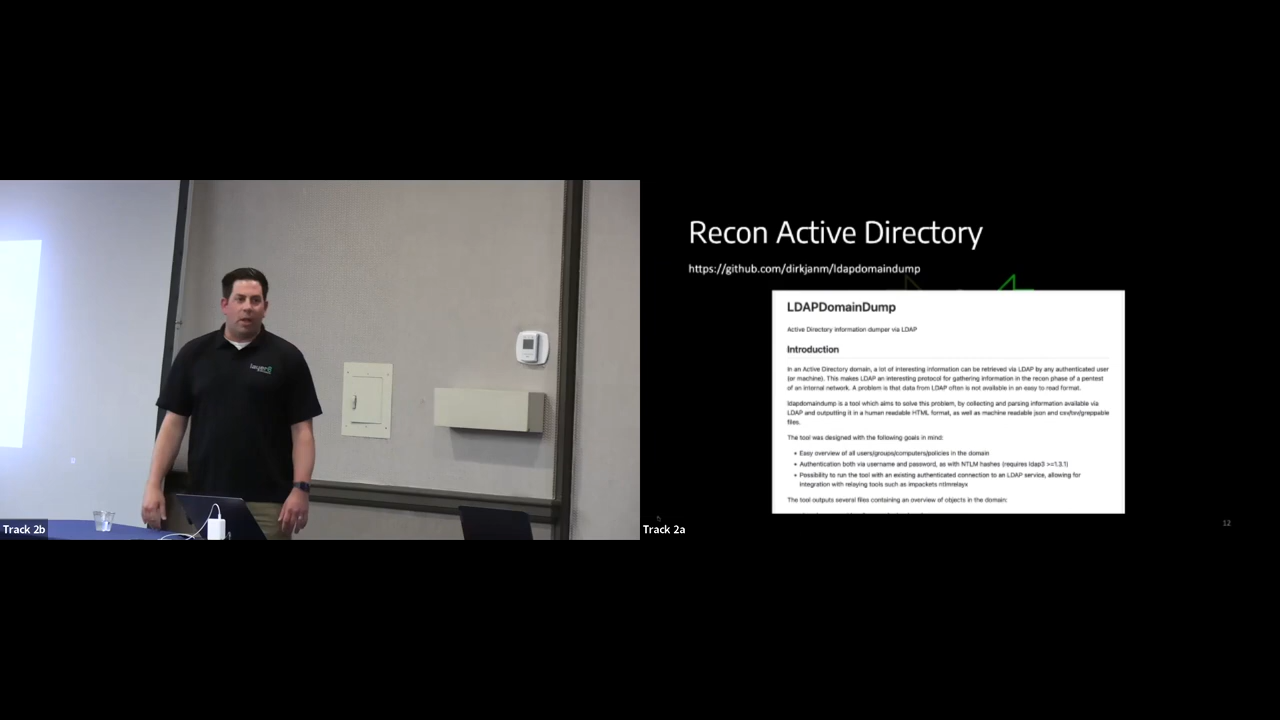 layer8
Track 2b
Recon Active Directory
https://github.com/dirkjanm/ldapdomaindump
LDAPDomainDump
Active Directory information dumper via LDAP
Introduction
In an Active Directory domain, a lot of interesting information can be retrieved via LDAP by any authenticated user
(or machine). This makes LDAP an interesting protocol for gathering information in the recon phase of a pentest
of an internal network. A problem is that data from LDAP often is not available in an easy to read format.
ldapdomaindump is a tool which aims to solve this problem, by collecting and parsing information available via
LDAP and outputting it in a human readable HTML format, as well as machine readable json and csv/tsv/greppable
files.
The tool was designed with the following goals in mind:
• Easy overview of all users/groups/computers/policies in the domain
• Authentication both via username and password, as with NTLM hashes (requires ldap3 >=1.3.1)
• Possibility to run the tool with an existing authenticated connection to an LDAP service, allowing for
integration with relaying tools such as impackets ntlmrelayx
The tool outputs several files containing an overview of objects in the domain:
Track 2a
12